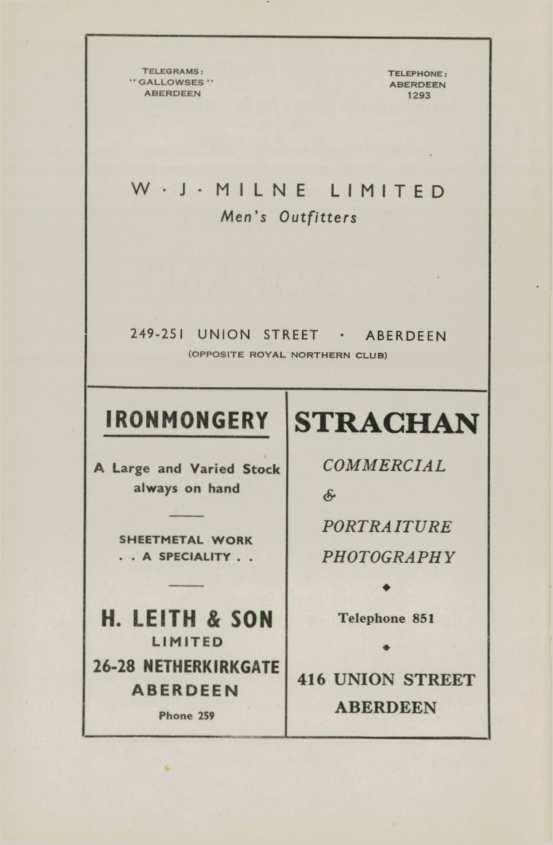 TELEGRAMS:
"GALLOWSES"
ABERDEEN
TELEPHONE:
ABERDEEN
1293
W · J · MILNE LIMITED
Men's Outfitters
249-251 UNION STREET · ABERDEEN
(OPPOSITE ROYAL NORTHERN CLUB)
IRONMONGERY
A Large and Varied Stock
always on hand
SHEETMETAL WORK
. . A SPECIALITY . .
H. LEITH & SON
LIMITED
26-28 NETHERKIRKGATE
ABERDEEN
Phone 259
STRACHAN
COMMERCIAL
&
PORTRAITURE
PHOTOGRAPHY
Telephone 851
416 UNION STREET
ABERDEEN